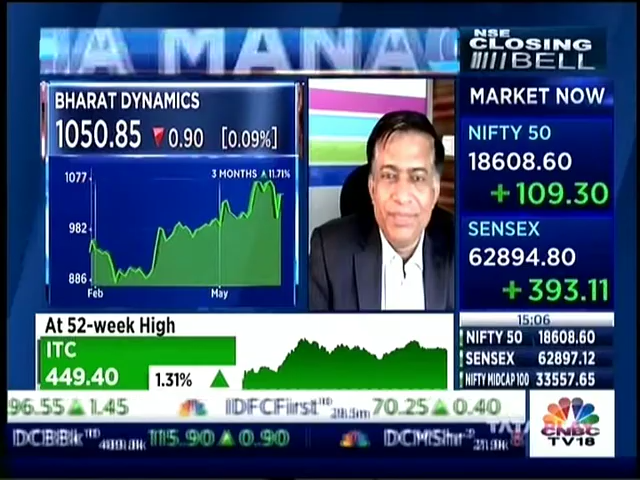 A MANA
NSE
CLOSING
BELL
BHARAT DYNAMICS
1050.85 ▼ 0.90 [0.09%]
3 MONTHS ▲ 11.71%
1077
982
886
Feb May
MARKET NOW
NIFTY 50
18608.60
+109.30
SENSEX
62894.80
+393.11
15:06
NIFTY 50 18608.60
SENSEX 62897.12
NIFTY MIDCAP 100 33557.65
At 52-week High
ITC
449.40 1.31% ▲
96.55 ▲ 1.45 IDFCFirst 70.25 ▲ 0.40
115.90 ▲ 0.90
CNBC
TV18